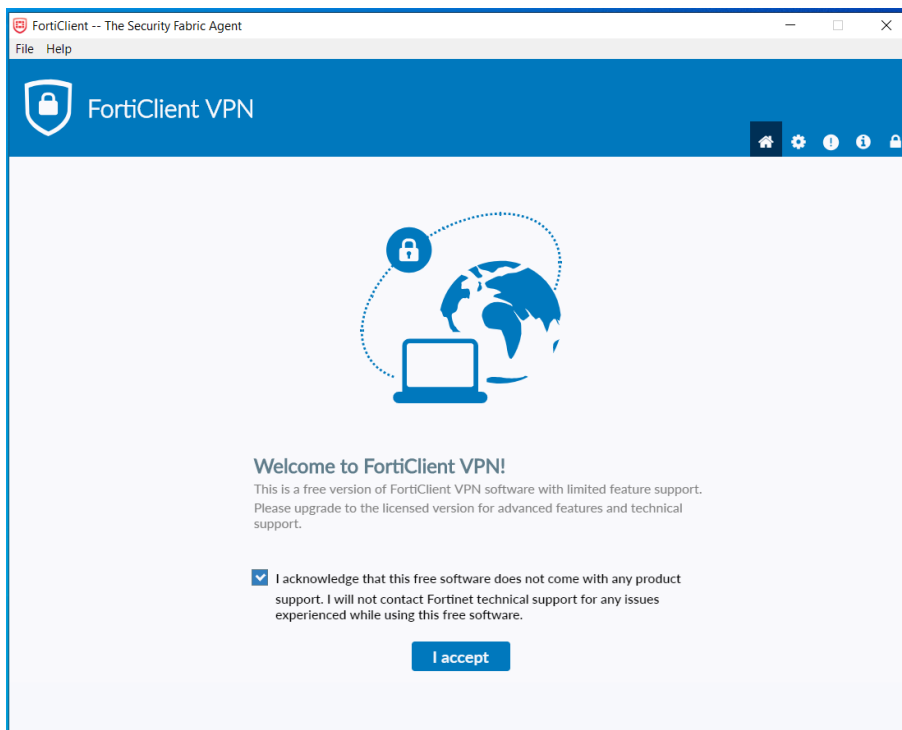 FortiClient -- The Security Fabric Agent
File Help
FortiClient VPN
Welcome to FortiClient VPN!
This is a free version of FortiClient VPN software with limited feature support.
Please upgrade to the licensed version for advanced features and technical
support.
I acknowledge that this free software does not come with any product
support. I will not contact Fortinet technical support for any issues
experienced while using this free software.
I accept